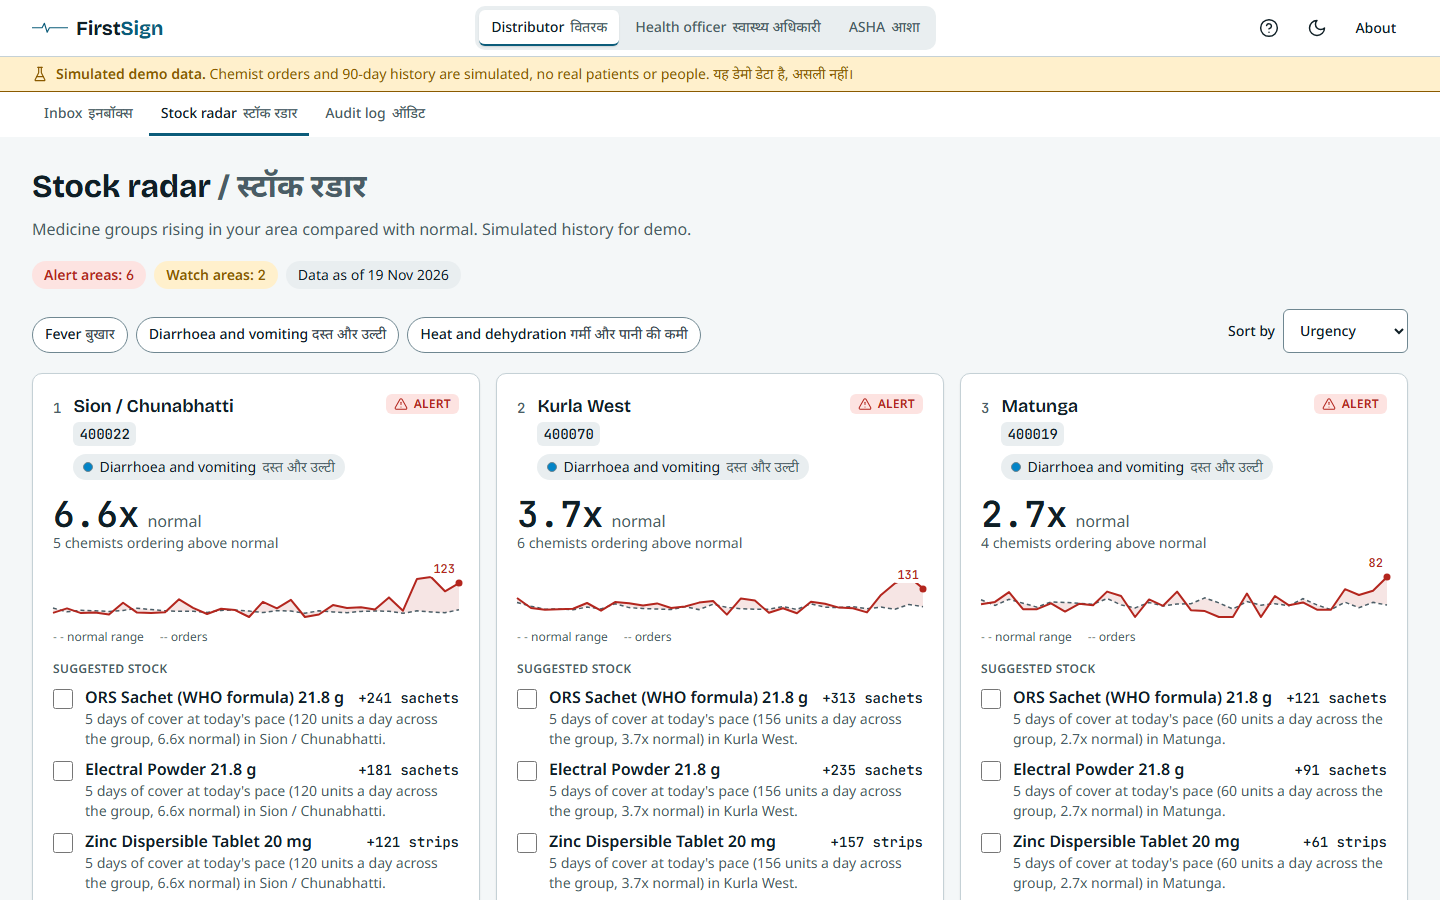 FirstSign
Distributor वितरक Health officer स्वास्थ्य अधिकारी ASHA आशा
About
Simulated demo data. Chemist orders and 90-day history are simulated, no real patients or people. यह डेमो डेटा है, असली नहीं।
Inbox इनबॉक्स Stock radar स्टॉक रडार Audit log ऑडिट
Stock radar / स्टॉक रडार
Medicine groups rising in your area compared with normal. Simulated history for demo.
Alert areas: 6 Watch areas: 2 Data as of 19 Nov 2026
Fever बुखार Diarrhoea and vomiting दस्त और उल्टी Heat and dehydration गर्मी और पानी की कमी
Sort by Urgency
1 Sion / Chunabhatti ALERT
400022
Diarrhoea and vomiting दस्त और उल्टी
6.6x normal
5 chemists ordering above normal
123
- - normal range -- orders
SUGGESTED STOCK
ORS Sachet (WHO formula) 21.8 g +241 sachets
5 days of cover at today's pace (120 units a day across
the group, 6.6x normal) in Sion / Chunabhatti.
Electral Powder 21.8 g +181 sachets
5 days of cover at today's pace (120 units a day across
the group, 6.6x normal) in Sion / Chunabhatti.
Zinc Dispersible Tablet 20 mg +121 strips
5 days of cover at today's pace (120 units a day across
the group, 6.6x normal) in Sion / Chunabhatti.
2 Kurla West ALERT
400070
Diarrhoea and vomiting दस्त और उल्टी
3.7x normal
6 chemists ordering above normal
131
- - normal range -- orders
SUGGESTED STOCK
ORS Sachet (WHO formula) 21.8 g +313 sachets
5 days of cover at today's pace (156 units a day across
the group, 3.7x normal) in Kurla West.
Electral Powder 21.8 g +235 sachets
5 days of cover at today's pace (156 units a day across
the group, 3.7x normal) in Kurla West.
Zinc Dispersible Tablet 20 mg +157 strips
5 days of cover at today's pace (156 units a day across
the group, 3.7x normal) in Kurla West.
3 Matunga ALERT
400019
Diarrhoea and vomiting दस्त और उल्टी
2.7x normal
4 chemists ordering above normal
82
- - normal range -- orders
SUGGESTED STOCK
ORS Sachet (WHO formula) 21.8 g +121 sachets
5 days of cover at today's pace (60 units a day across the
group, 2.7x normal) in Matunga.
Electral Powder 21.8 g +91 sachets
5 days of cover at today's pace (60 units a day across the
group, 2.7x normal) in Matunga.
Zinc Dispersible Tablet 20 mg +61 strips
5 days of cover at today's pace (60 units a day across the
group, 2.7x normal) in Matunga.